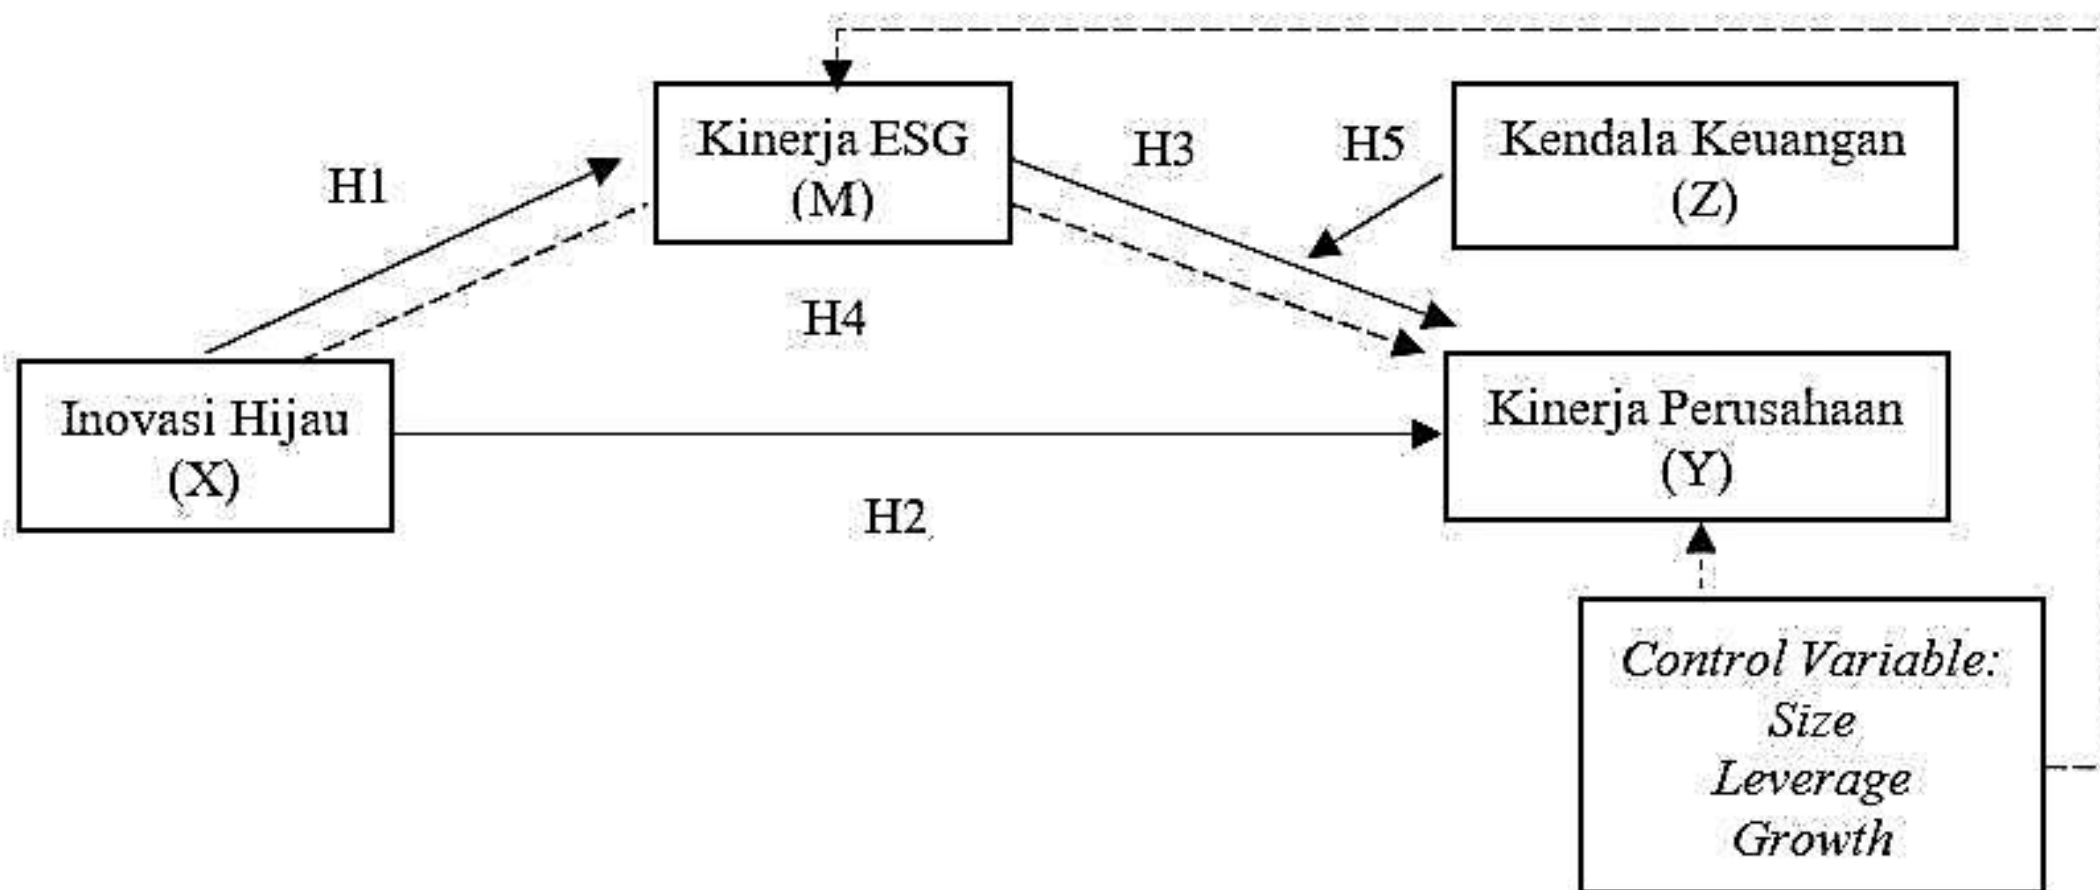 Kinerja ESG
(M)
H3
H5
Kendala Keuangan
(Z)
H1
H4
Inovasi Hijau
(X)
Kinerja Perusahaan
(Y)
H2
Control Variable:
Size
Leverage
Growth